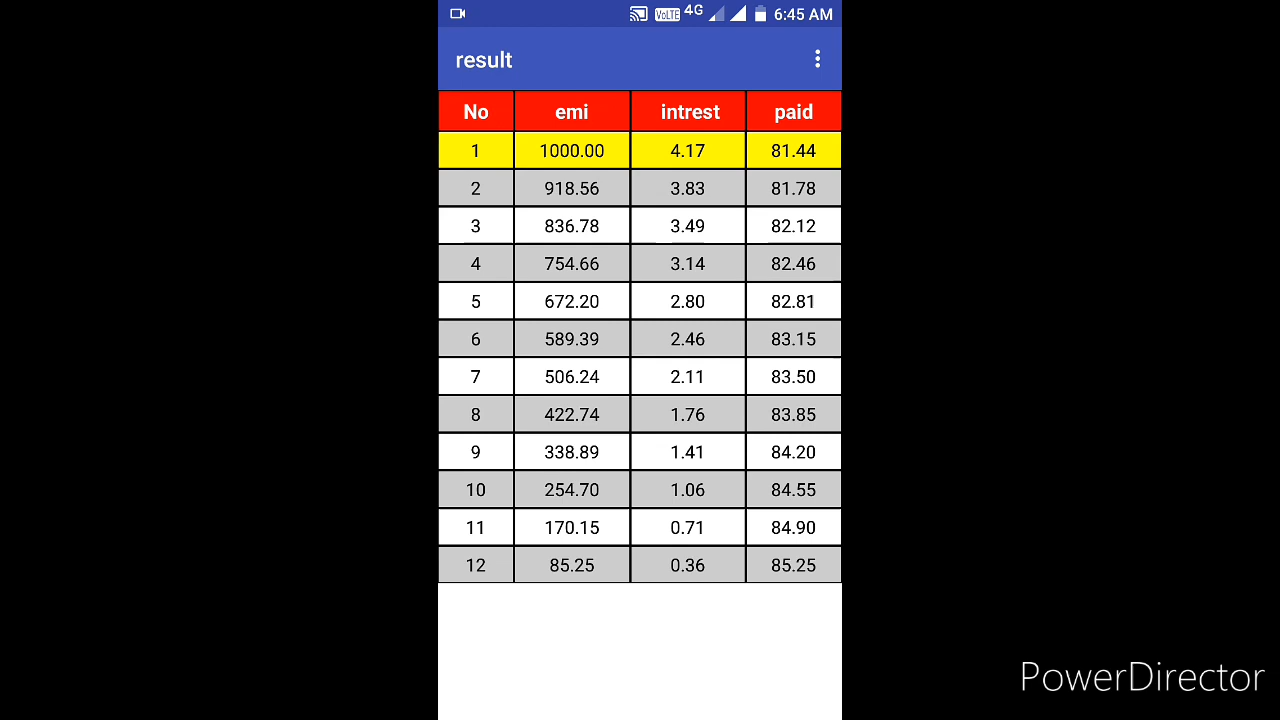 VoLTE 4G 6:45 AM
result
No emi intrest paid
1 1000.00 4.17 81.44
2 918.56 3.83 81.78
3 836.78 3.49 82.12
4 754.66 3.14 82.46
5 672.20 2.80 82.81
6 589.39 2.46 83.15
7 506.24 2.11 83.50
8 422.74 1.76 83.85
9 338.89 1.41 84.20
10 254.70 1.06 84.55
11 170.15 0.71 84.90
12 85.25 0.36 85.25
PowerDirector